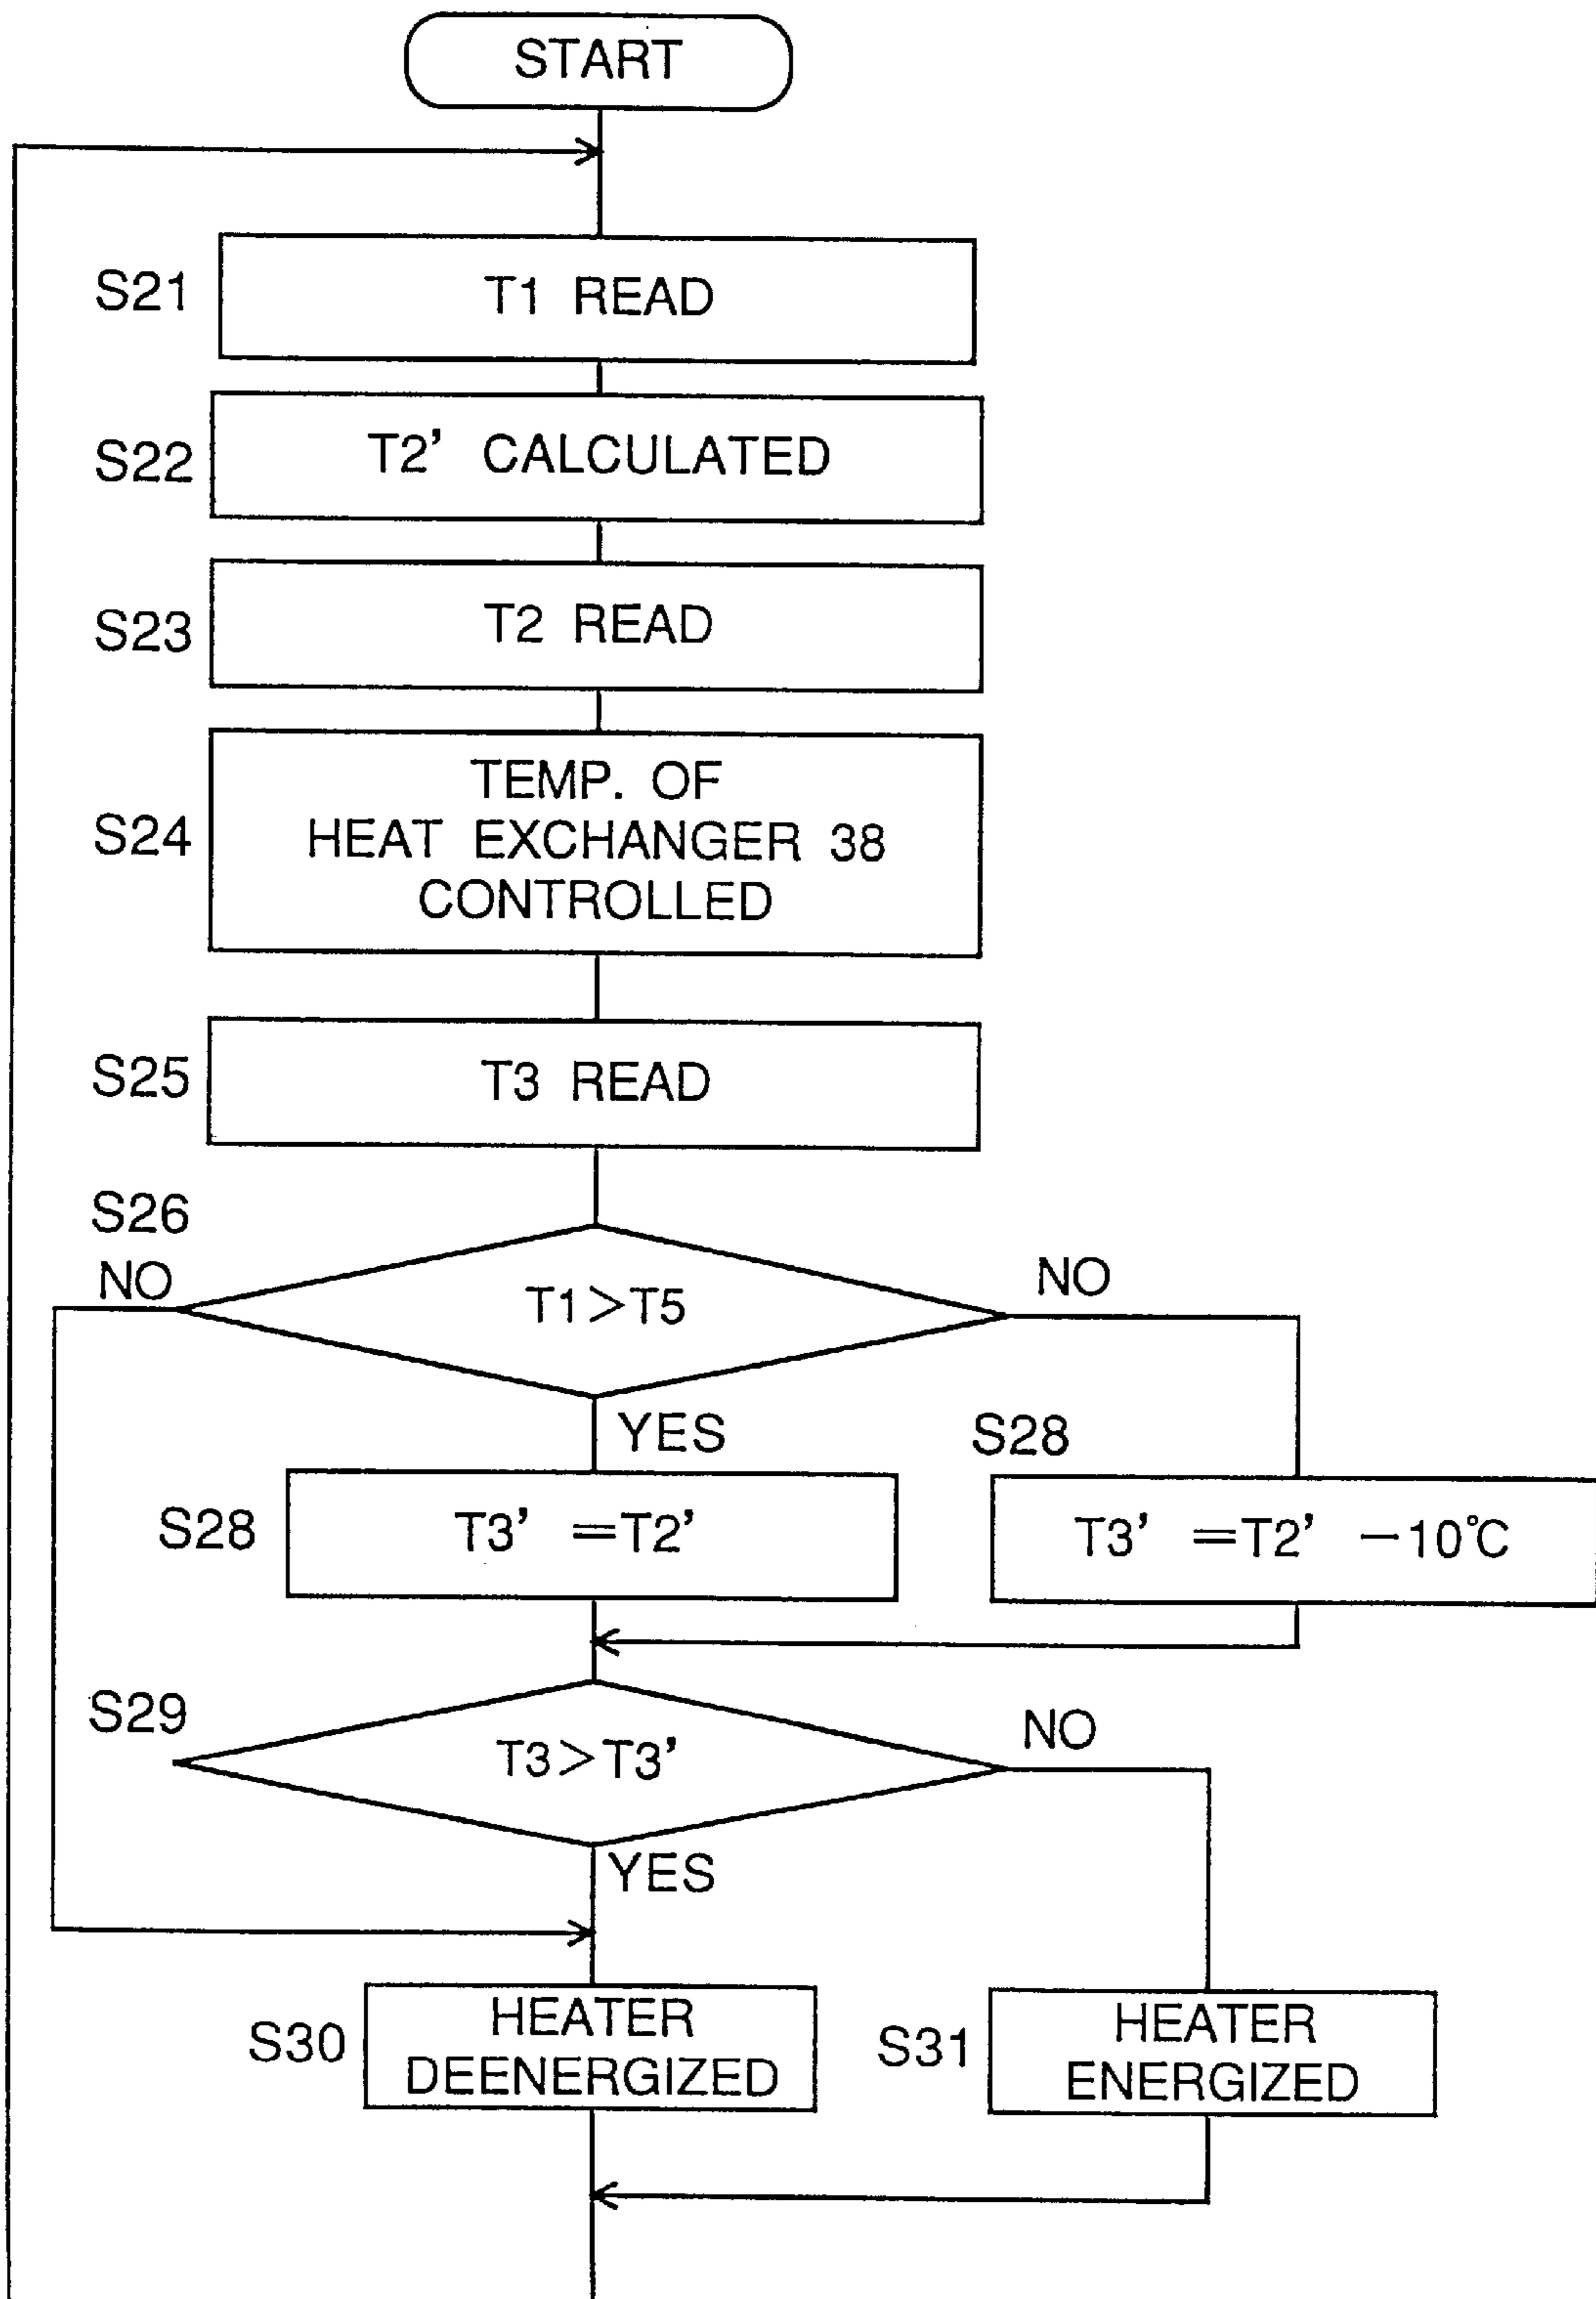 START
S21
T1 READ
S22
T2' CALCULATED
S23
T2 READ
S24
TEMP. OF
HEAT EXCHANGER 38
CONTROLLED
S25
T3 READ
S26
NO
T1>T5
NO
YES
S28
T3' =T2'
S28
T3' =T2' -10°C
S29
T3>T3'
NO
YES
S30
HEATER
DEENERGIZED
S31
HEATER
ENERGIZED